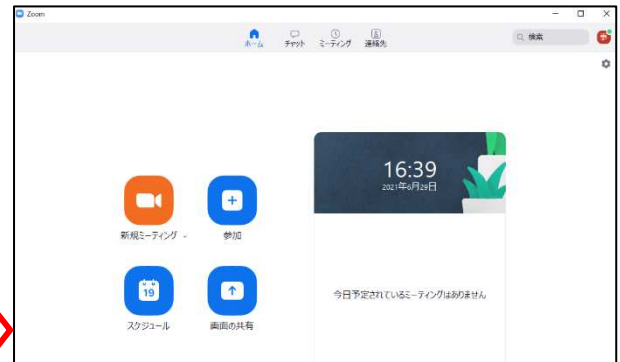 Zoom
ホーム
チャット
ミーティング
連絡先
検索
16:39
2021年6月29日
新規ミーティング
参加
19
スケジュール
画面の共有
今日予定されているミーティングはありません